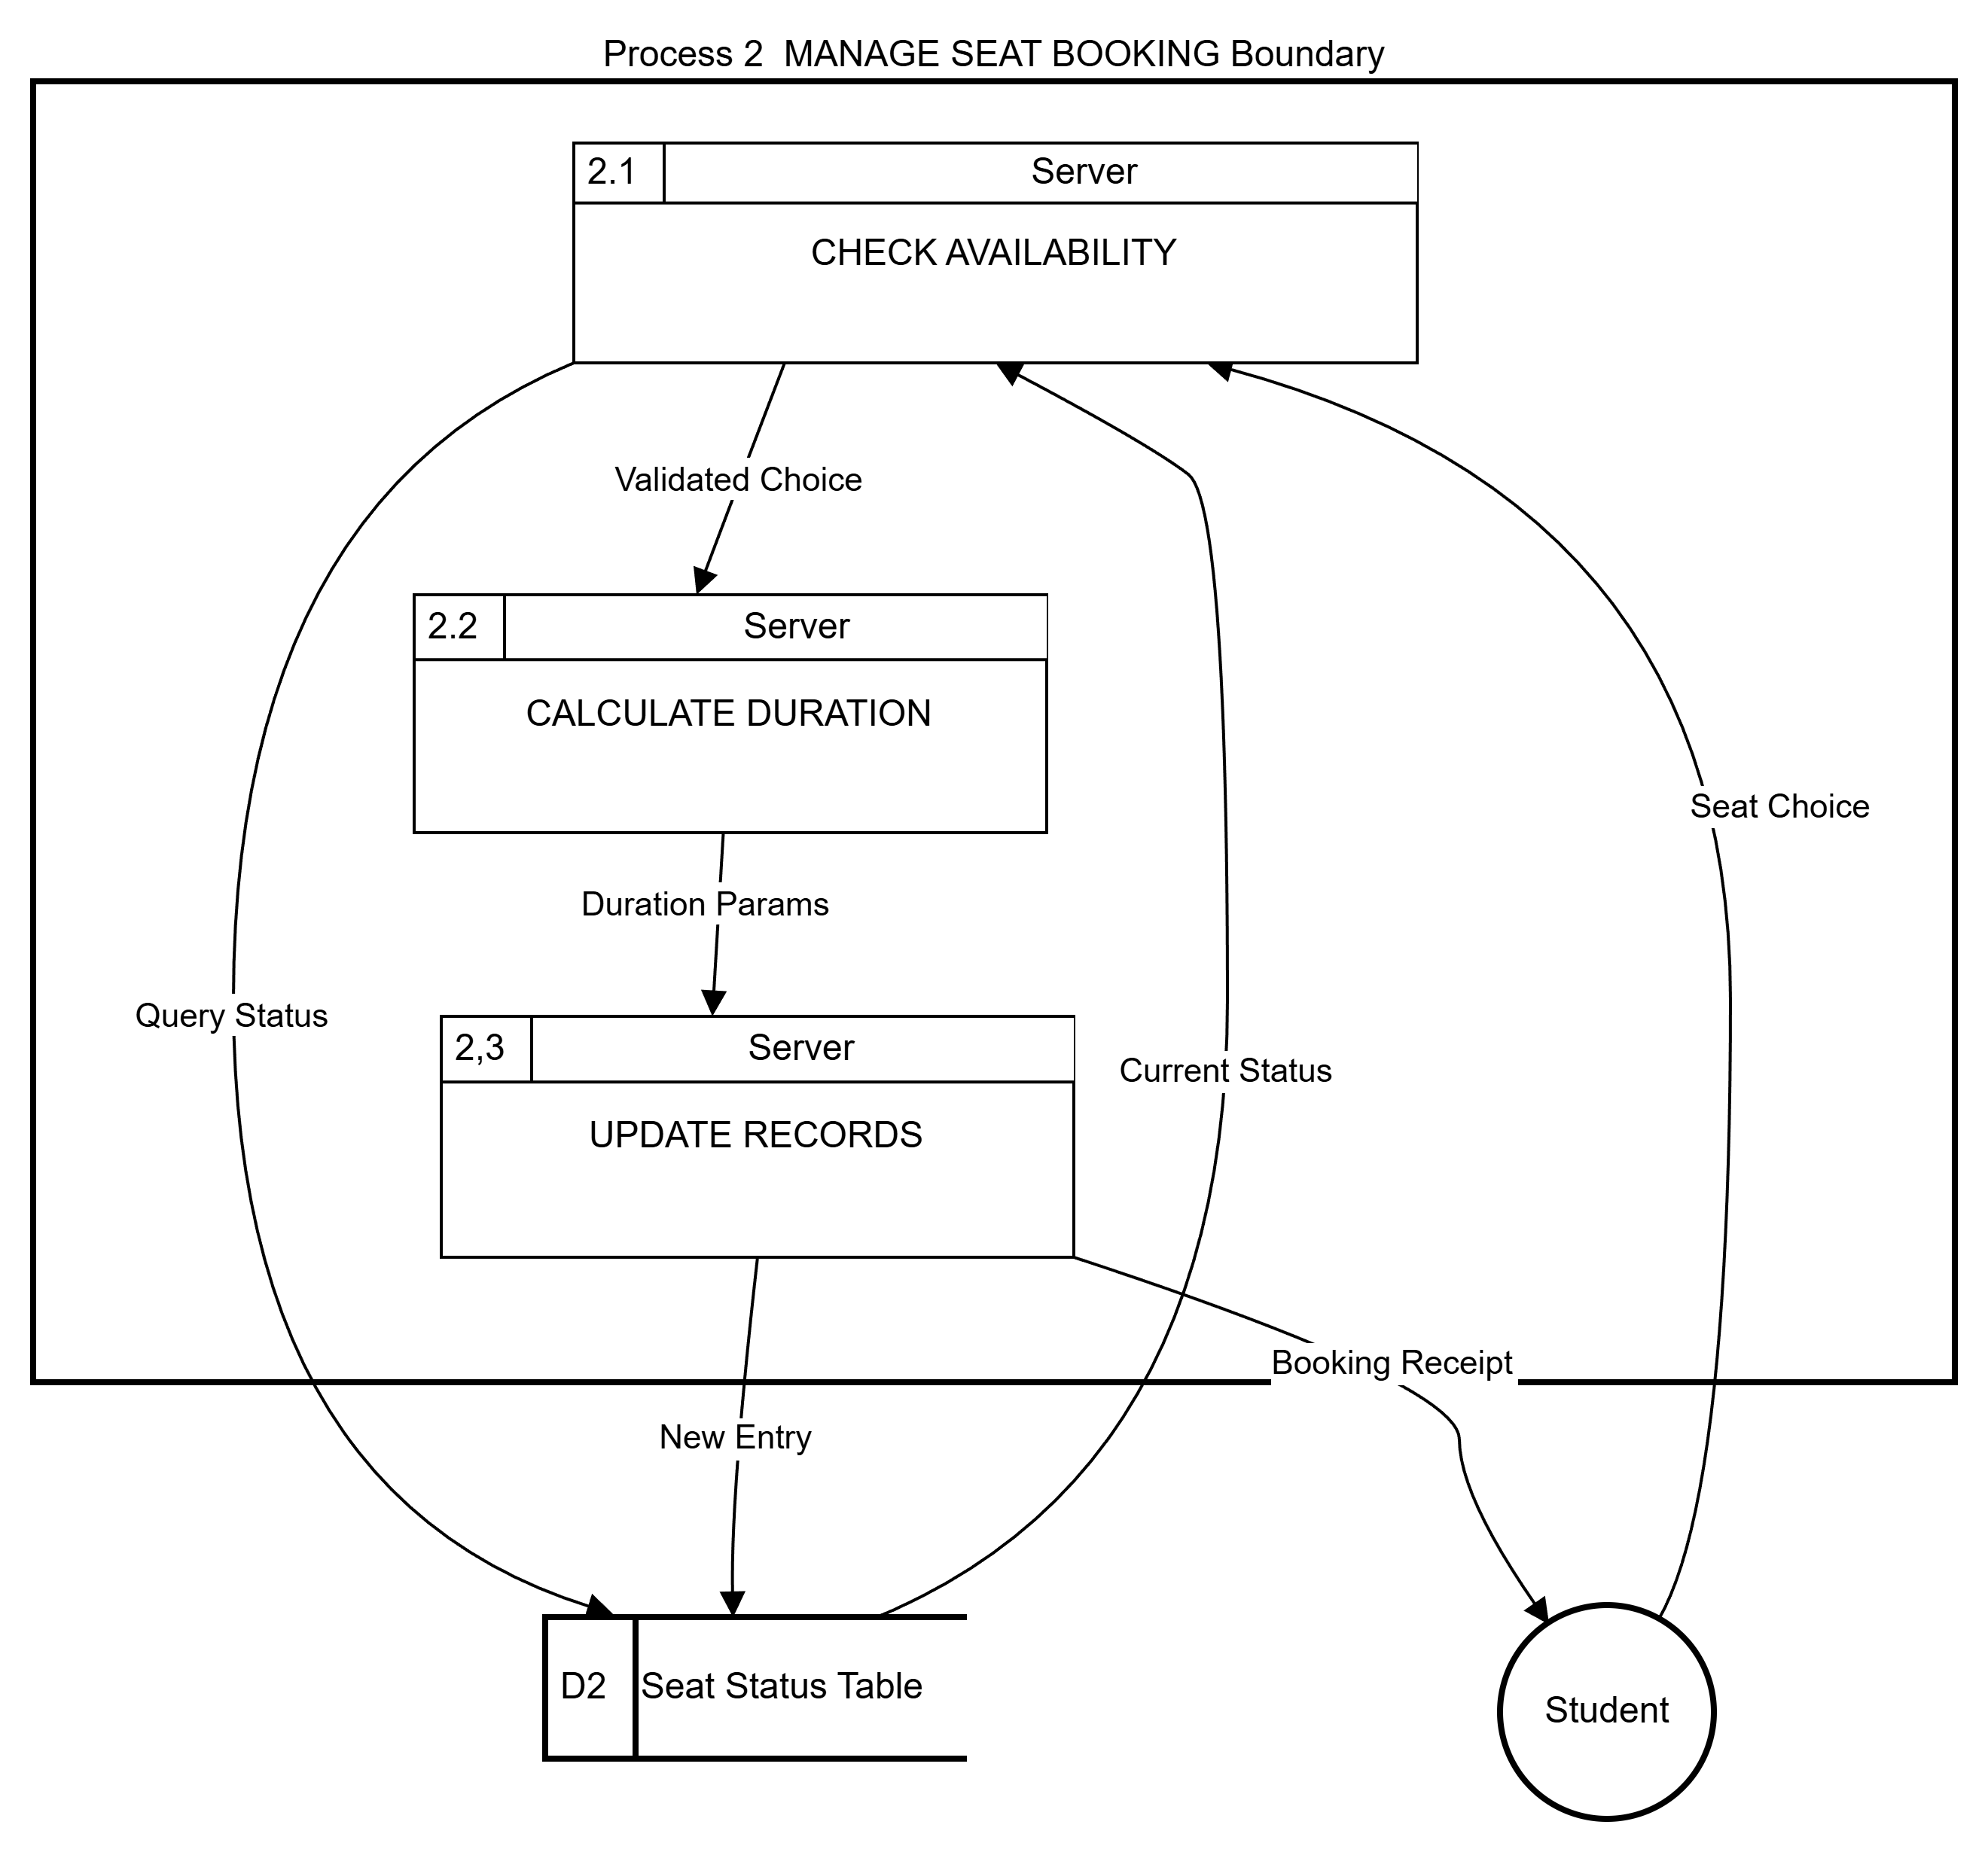 Process 2  MANAGE SEAT BOOKING Boundary
2.1
Server
CHECK AVAILABILITY
Validated Choice
2.2
Server
CALCULATE DURATION
Seat Choice
Duration Params
Query Status
2,3
Server
Current Status
UPDATE RECORDS
Booking Receipt
New Entry
D2
Seat Status Table
Student